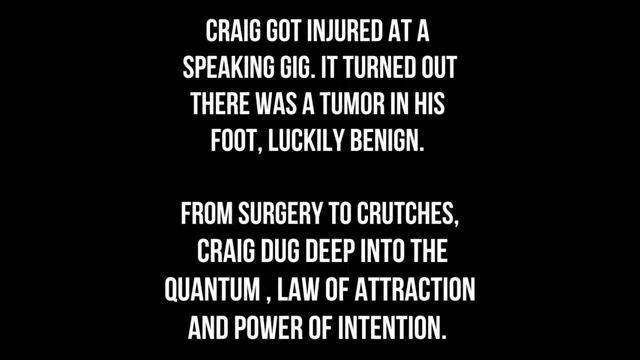 CRAIG GOT INJURED AT A
SPEAKING GIG. IT TURNED OUT
THERE WAS A TUMOR IN HIS
FOOT, LUCKILY BENIGN.
FROM SURGERY TO CRUTCHES,
CRAIG DUG DEEP INTO THE
QUANTUM , LAW OF ATTRACTION
AND POWER OF INTENTION.